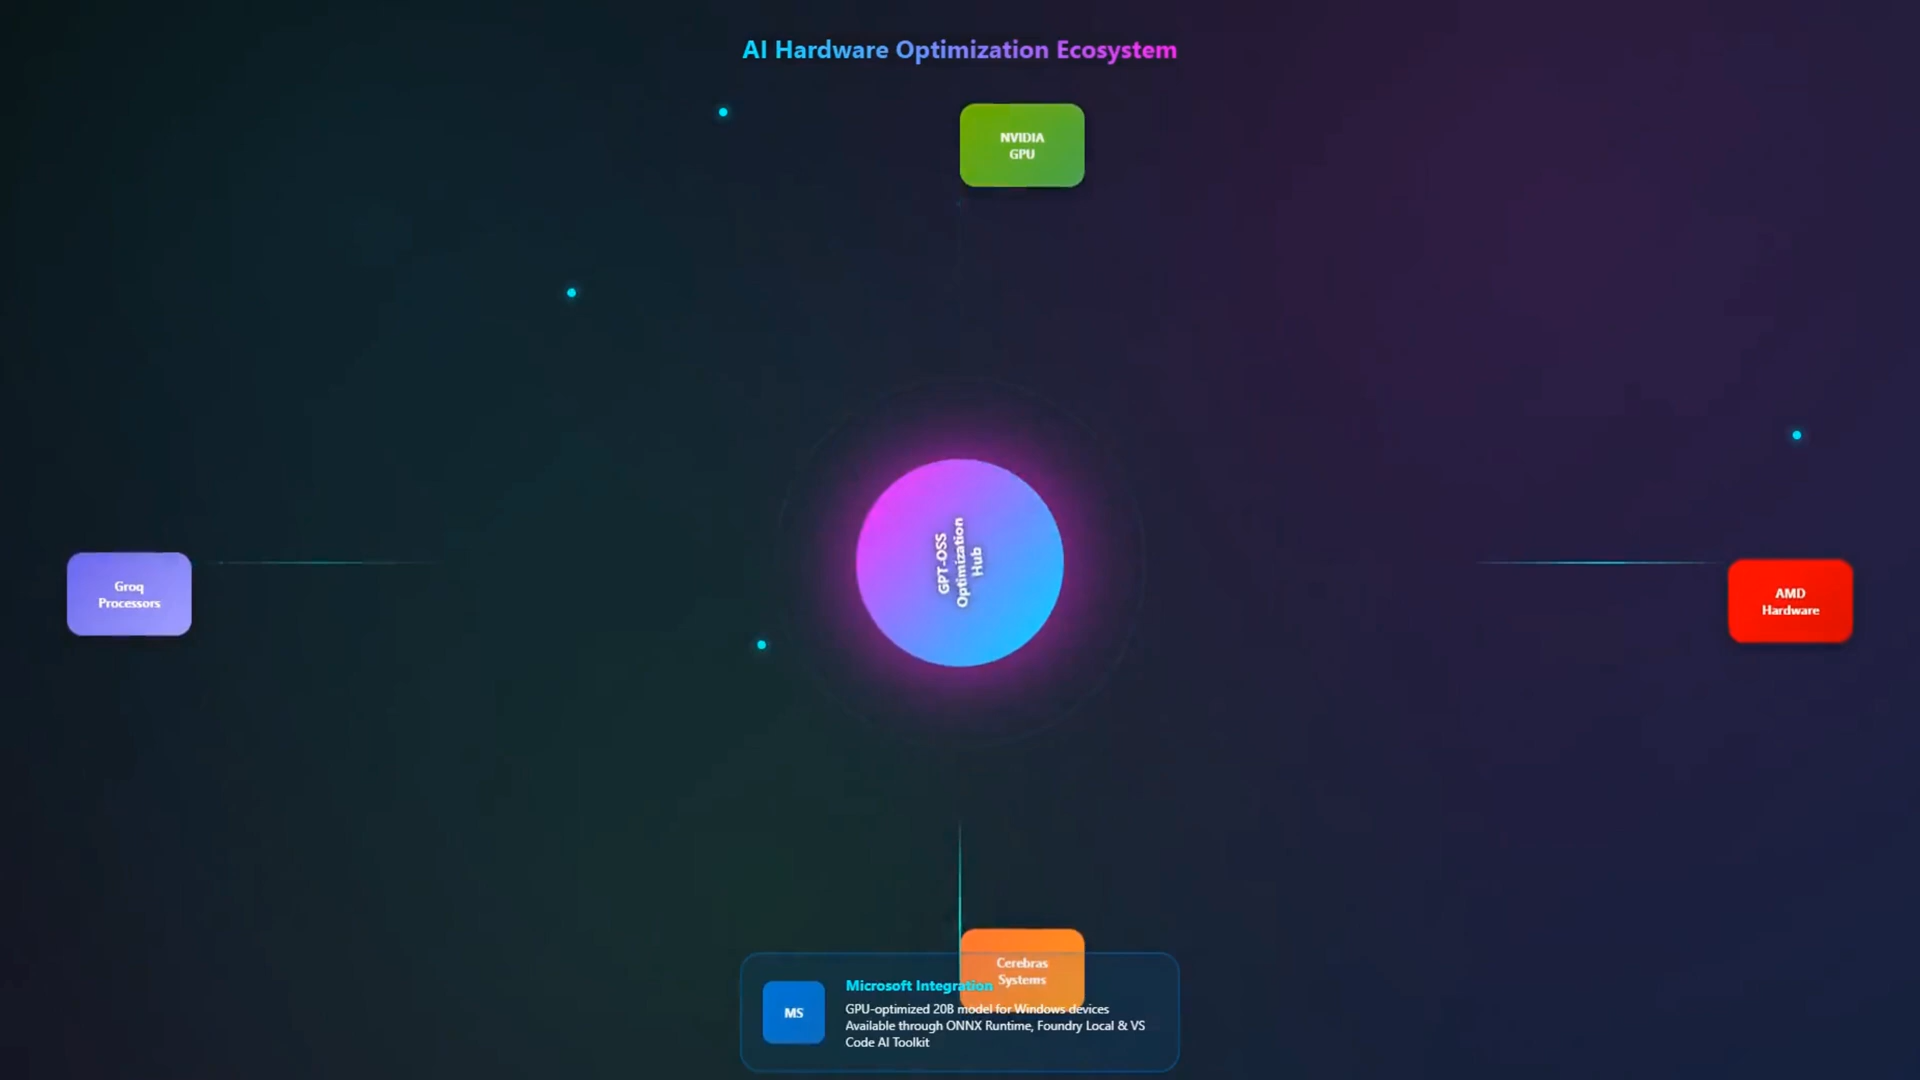 AI Hardware Optimization Ecosystem
NVIDIA
GPU
GPT-OSS
Optimization
Hub
Groq
Processors
AMD
Hardware
Cerebras
Systems
MS
Microsoft Integration
GPU-optimized 20B model for Windows devices
Available through ONNX Runtime, Foundry Local & VS
Code AI Toolkit